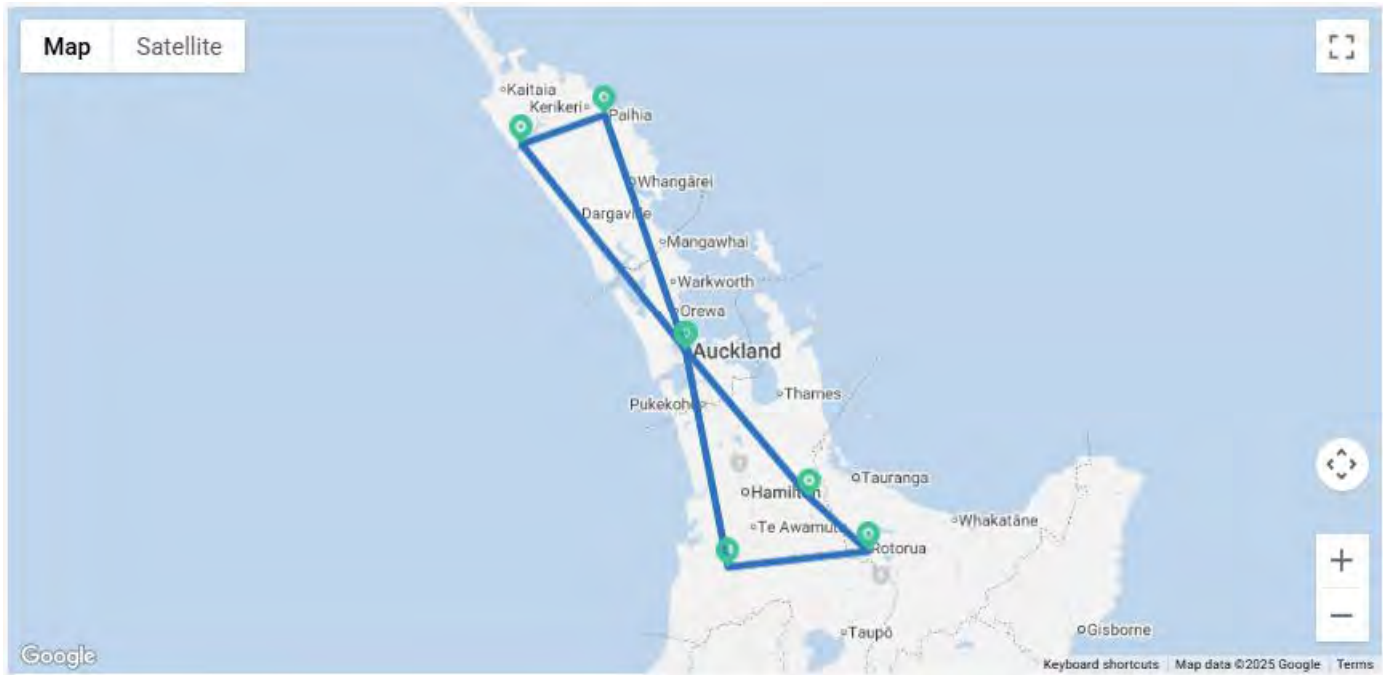 Map Satellite
Kaitaia
Kerikeri
Paihia
Whangārei
Dargaville
Mangawhai
Warkworth
Orewa
Auckland
Thames
Pukekohe
Tauranga
Hamilton
Whakatāne
Te Awamutu
Rotorua
Taupō
Gisborne
Google
Keyboard shortcuts Map data ©2025 Google Terms